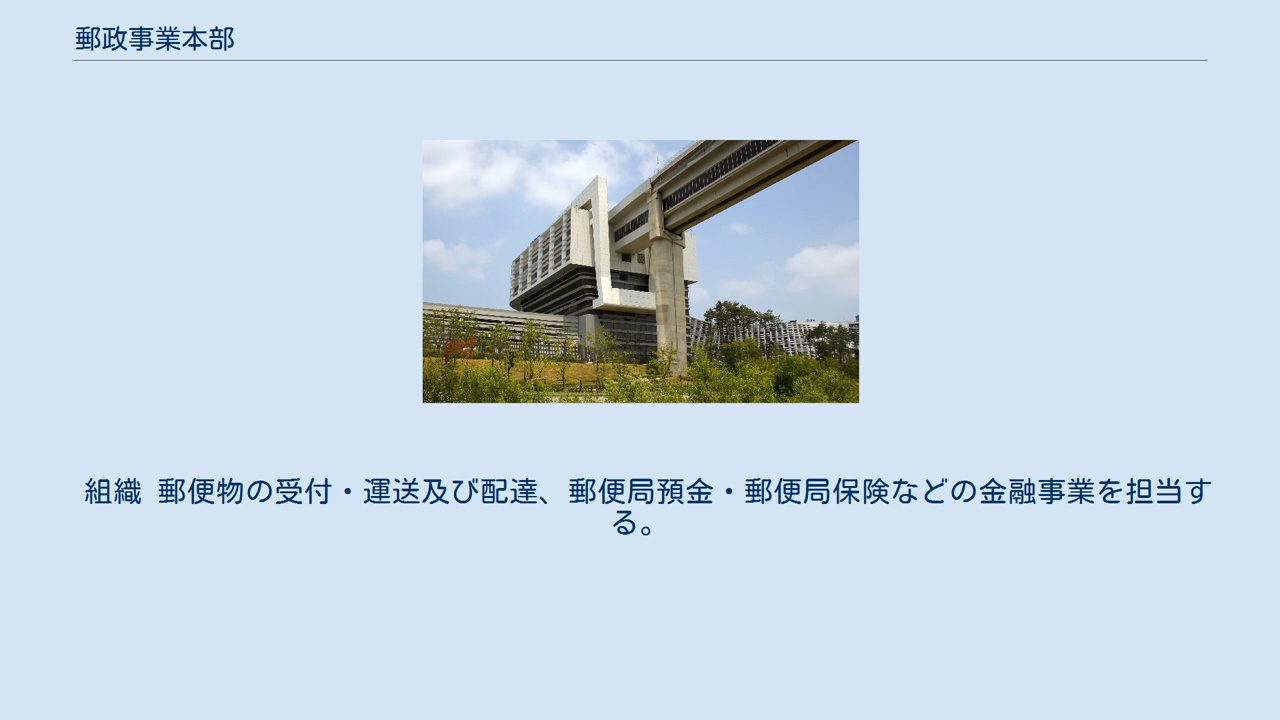 郵政事業本部
組織 郵便物の受付・運送及び配達、郵便局預金・郵便局保険などの金融事業を担当す
る。